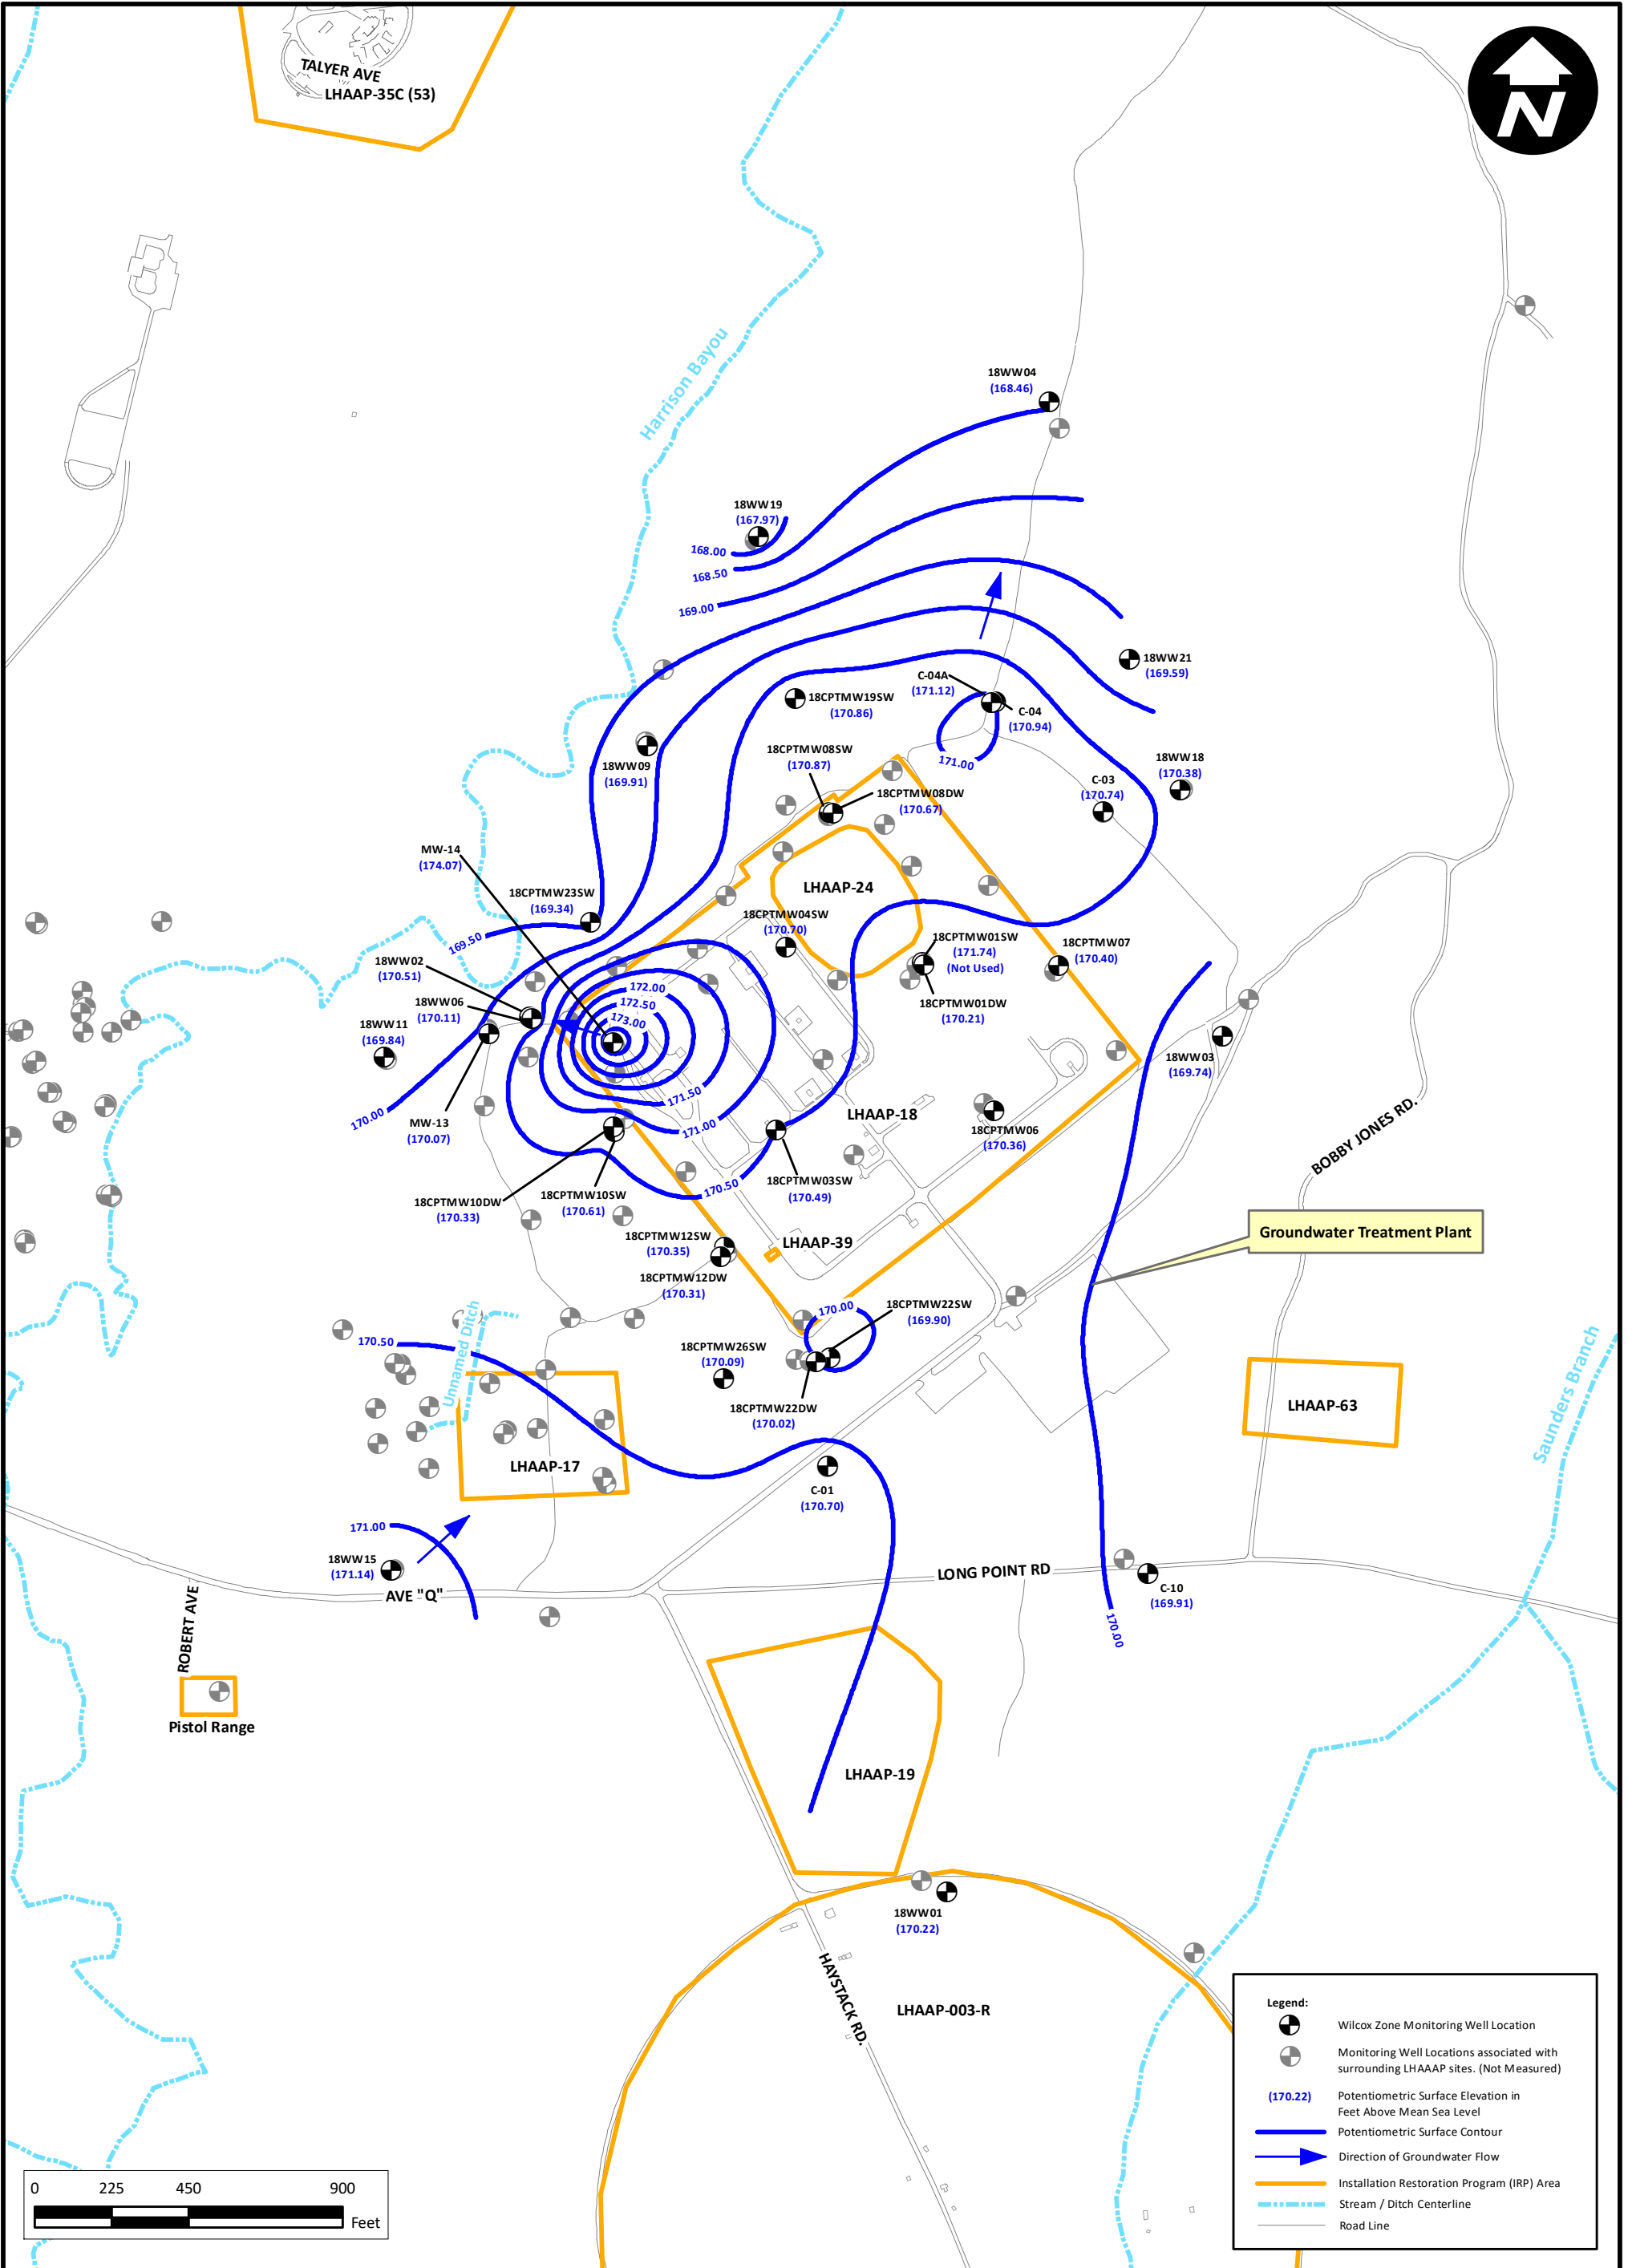 TALYER AVE
LHAAP-35C (53)
N
Harrison Bayou
18WW04
(168.46)
18WW19
(167.97)
168.00
168.50
169.00
18WW21
(169.59)
C-04A
(171.12)
C-04
(170.94)
18CPTMW19SW
(170.86)
18WW09
(169.91)
18CPTMW08SW
(170.87)
171.00
18WW18
(170.38)
18CPTMW08DW
(170.67)
C-03
(170.74)
MW-14
(174.07)
18CPTMW23SW
(169.34)
LHAAP-24
18CPTMW04SW
(170.70)
169.50
18CPTMW01SW
(171.74)
(Not Used)
18CPTMW07
(170.40)
18WW02
(170.51)
172.00
172.50
173.00
18WW06
(170.11)
18CPTMW01DW
(170.21)
18WW11
(169.84)
18WW03
(169.74)
171.50
170.00
MW-13
(170.07)
171.00
LHAAP-18
18CPTMW06
(170.36)
BOBBY JONES RD.
18CPTMW03SW
(170.49)
170.50
18CPTMW10DW
(170.33)
18CPTMW10SW
(170.61)
18CPTMW12SW
(170.35)
LHAAP-39
Groundwater Treatment Plant
18CPTMW12DW
(170.31)
170.00
18CPTMW22SW
(169.90)
170.50
Unnamed Ditch
18CPTMW26SW
(170.09)
18CPTMW22DW
(170.02)
LHAAP-63
Saunders Branch
LHAAP-17
C-01
(170.70)
171.00
18WW15
(171.14)
AVE "Q"
LONG POINT RD
C-10
(169.91)
170.00
ROBERT AVE
Pistol Range
LHAAP-19
18WW01
(170.22)
HAYSTACK RD.
LHAAP-003-R
Legend:
Wilcox Zone Monitoring Well Location
Monitoring Well Locations associated with
surrounding LHAAAP sites. (Not Measured)
(170.22)
Potentiometric Surface Elevation in
Feet Above Mean Sea Level
Potentiometric Surface Contour
Direction of Groundwater Flow
Installation Restoration Program (IRP) Area
Stream / Ditch Centerline
Road Line
0 225 450 900
Feet